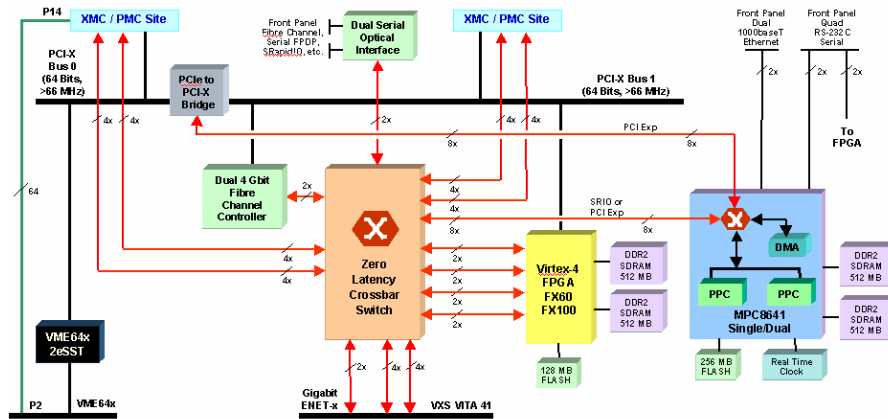 P14
XMC / PMC Site
Front Panel
Fibre Channel,
Serial FPDP,
SRapidIO, etc.
Dual Serial
Optical
Interface
XMC / PMC Site
Front Panel
Dual
1000baseT
Ethernet
Front Panel
Quad
RS-232C
Serial
PCI-X
Bus 0
(64 Bits,
>66 MHz)
PCIe to
PCI-X
Bridge
PCI-X Bus 1
(64 Bits, >66 MHz)
2x
2x
2x
To
FPGA
4x
4x
2x
4x
4x
8x
PCI Exp
8x
64
Dual 4 Gbit
Fibre
Channel
Controller
2x
4x
4x
8x
SRIO or
PCI Exp
8x
4x
4x
Zero
Latency
Crossbar
Switch
2x
2x
2x
2x
Virtex-4
FPGA
FX60
FX100
DDR2
SDRAM
512 MB
DDR2
SDRAM
512 MB
DMA
PPC
PPC
MPC8641
Single/Dual
DDR2
SDRAM
512 MB
DDR2
SDRAM
512 MB
VME64x
2eSST
128 MB
FLASH
256 MB
FLASH
Real Time
Clock
2x
4x
4x
P2
VME64x
Gigabit
ENET-x
VXS VITA 41